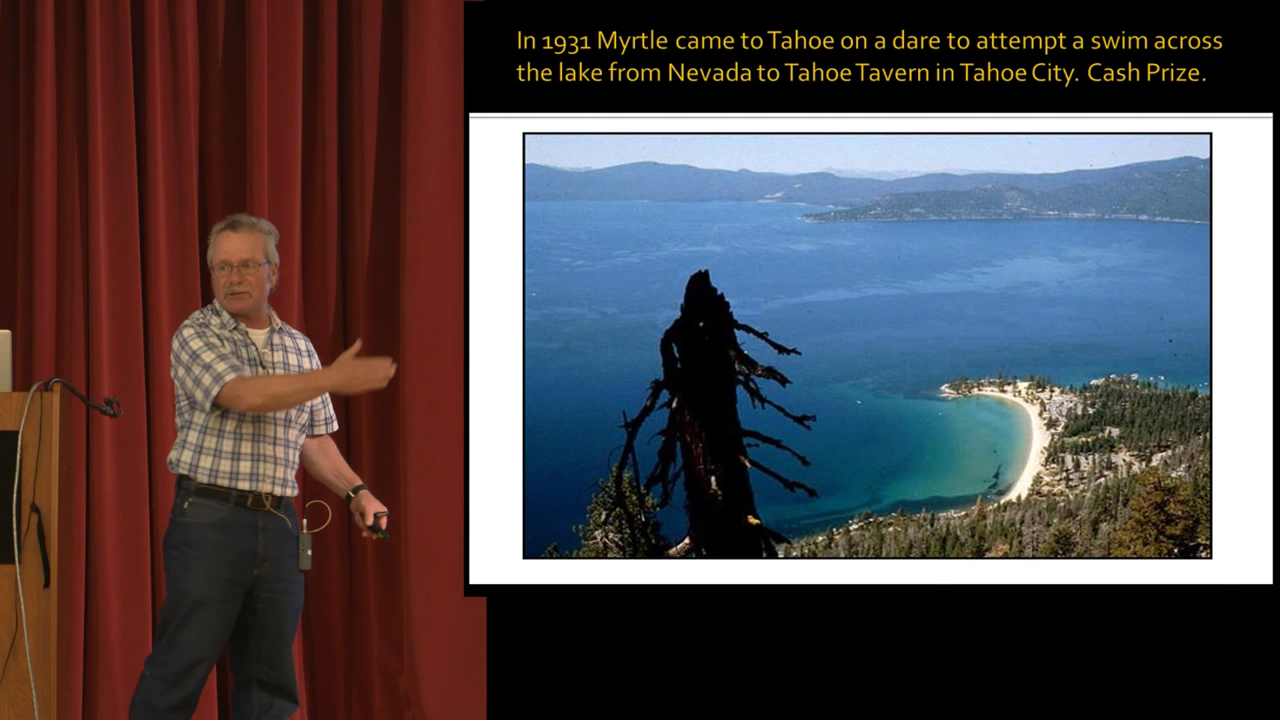 In 1931 Myrtle came to Tahoe on a dare to attempt a swim across
the lake from Nevada to Tahoe Tavern in Tahoe City. Cash Prize.